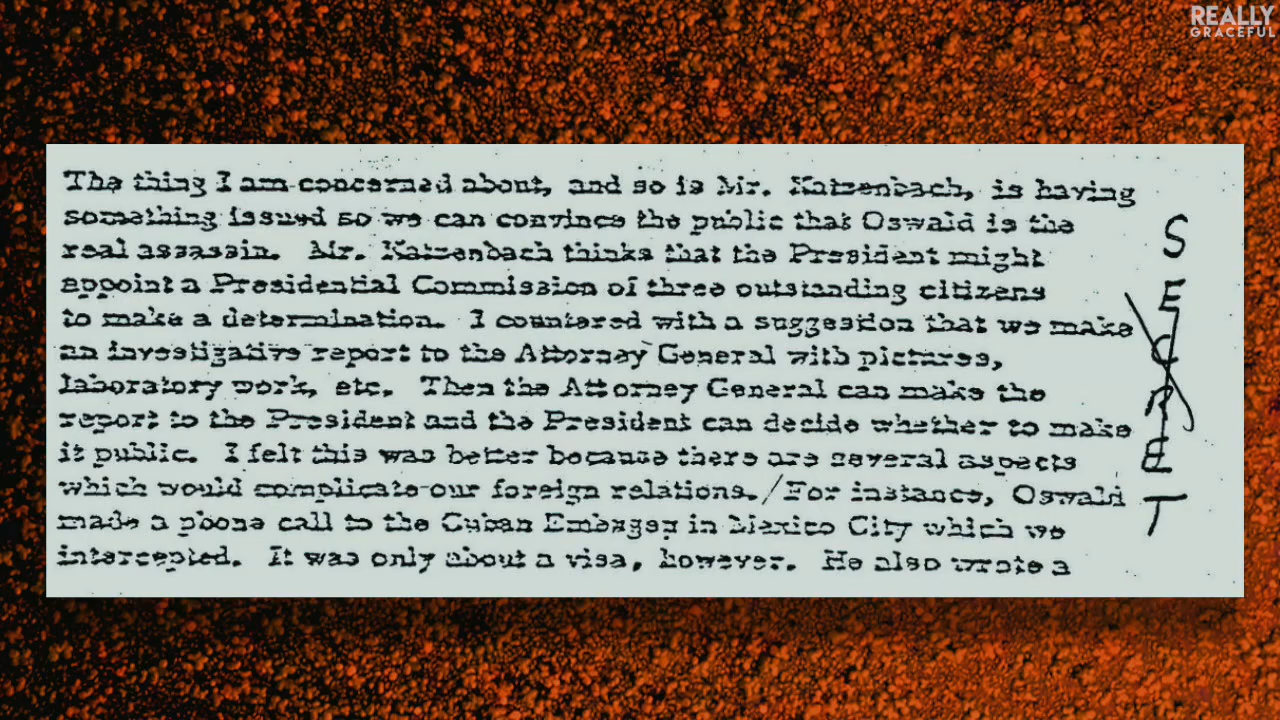 REALLY
GRACEFUL
The thing I am concerned about, and so is Mr. Katzenbach, is having
something issued so we can convince the public that Oswald is the
real assassin. Mr. Katzenbach thinks that the President might
appoint a Presidential Commission of three outstanding citizens
to make a determination. I countered with a suggestion that we make
an investigative report to the Attorney General with pictures,
laboratory work, etc. Then the Attorney General can make the
report to the President and the President can decide whether to make
it public. I felt this was better because there are several aspects
which would complicate our foreign relations. / For instance, Oswald
made a phone call to the Cuban Embassy in Mexico City which we
intercepted. It was only about a visa, however. He also wrote a
SECRET